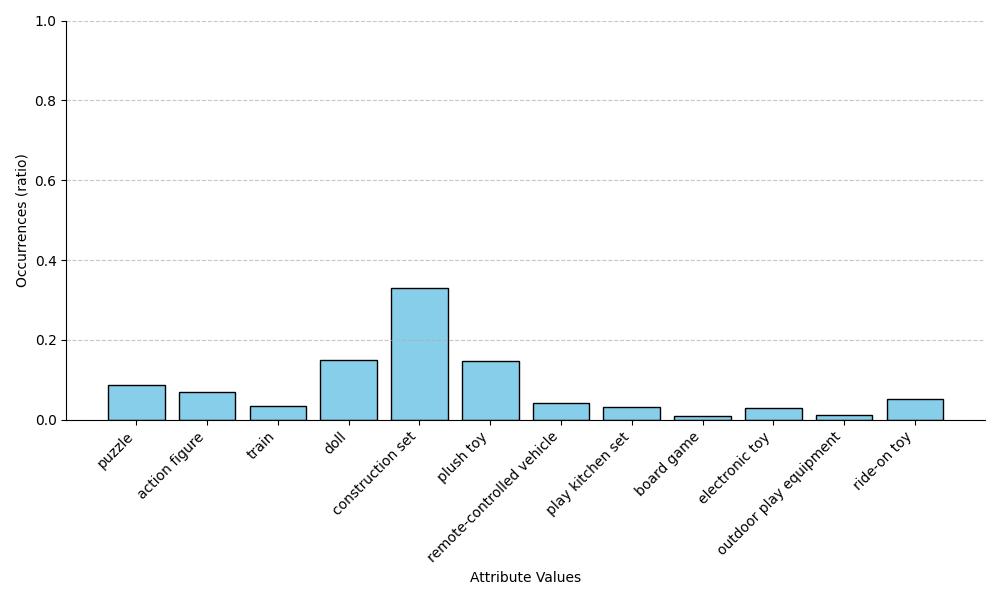 1.0
0.8
0.6
0.4
0.2
0.0
Occurrences (ratio)
puzzle
action figure
train
doll
construction set
plush toy
remote-controlled vehicle
play kitchen set
board game
electronic toy
outdoor play equipment
ride-on toy
Attribute Values